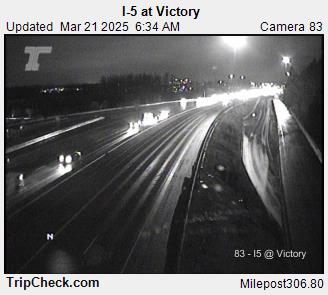 I-5 at Victory
Updated Mar 21 2025 6:34 AM Camera 83
T
N
83 - I5 @ Victory
TripCheck.com Milepost306.80